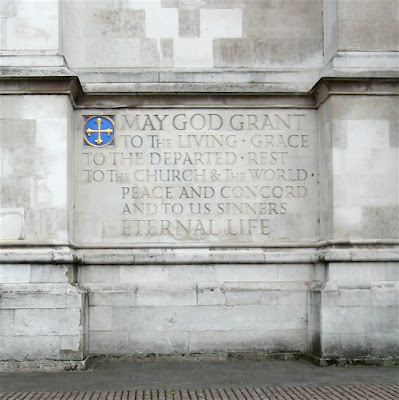 MAY GOD GRANT
TO THE LIVING · GRACE
TO THE DEPARTED · REST
TO THE CHURCH & THE WORLD ·
PEACE AND CONCORD
AND TO US SINNERS
ETERNAL LIFE